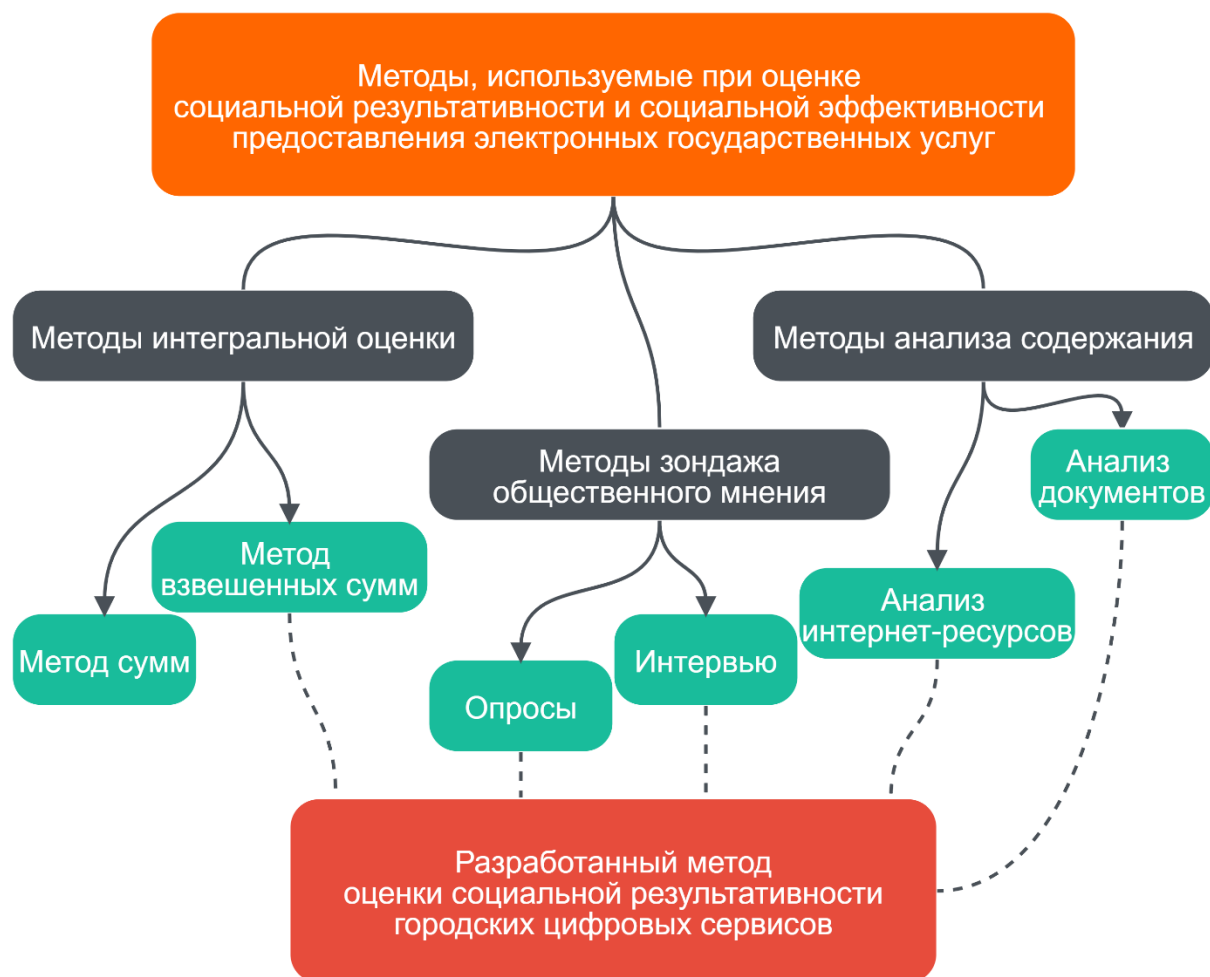 Методы, используемые при оценке
социальной результативности и социальной эффективности
предоставления электронных государственных услуг
Методы интегральной оценки
Методы анализа содержания
Методы зондажа
общественного мнения
Анализ
документов
Метод
взвешенных сумм
Анализ
интернет-ресурсов
Метод сумм
Интервью
Опросы
Разработанный метод
оценки социальной результативности
городских цифровых сервисов